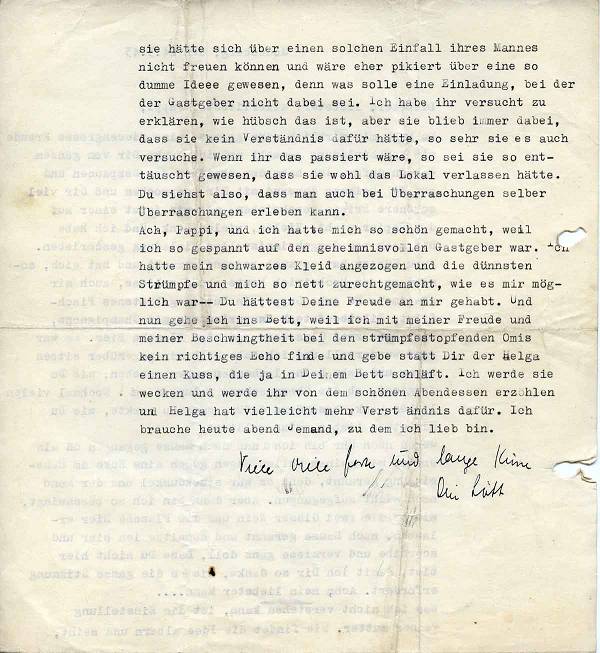 sie hätte sich über einen solchen Einfall ihres Mannes
nicht freuen können und wäre eher pikiert über eine so
dumme Ideee gewesen, denn was solle eine Einladung, bei der
der Gastgeber nicht dabei sei. Ich habe ihr versucht zu
erklären, wie hübsch das ist, aber sie blieb immer dabei,
dass sie kein Verständnis dafür hätte, so sehr sie es auch
versuche. Wenn ihr das passiert wäre, so sei sie so ent-
täuscht gewesen, dass sie wohl das Lokal verlassen hätte.
Du siehst also, dass man auch bei Überraschungen selber
Überraschungen erleben kann.
Ach, Pappi, und ich hatte mich so schön gemacht, weil
ich so gespannt auf den geheimnisvollen Gastgeber war. Ich
hatte mein schwarzes Kleid angezogen und die dünnsten
Strümpfe und mich so nett zurechtgemacht, wie es mir mög-
lich war-- Du hättest Deine Freude an mir gehabt. Und
nun gehe ich ins Bett, weil ich mit meiner Freude und
meiner Beschwingtheit bei den strümpfestopfenden Omis
kein richtiges Echo finde und gebe statt Dir der Helga
einen Kuss, die ja in Deinem Bett schläft. Ich werde sie
wecken und werde ihr von dem schönen Abendessen erzählen
und Helga hat vielleicht mehr Verst ändnis dafür. Ich
brauche heute abend Jemand, zu dem ich lieb bin.
Viele viele und lange Küsse